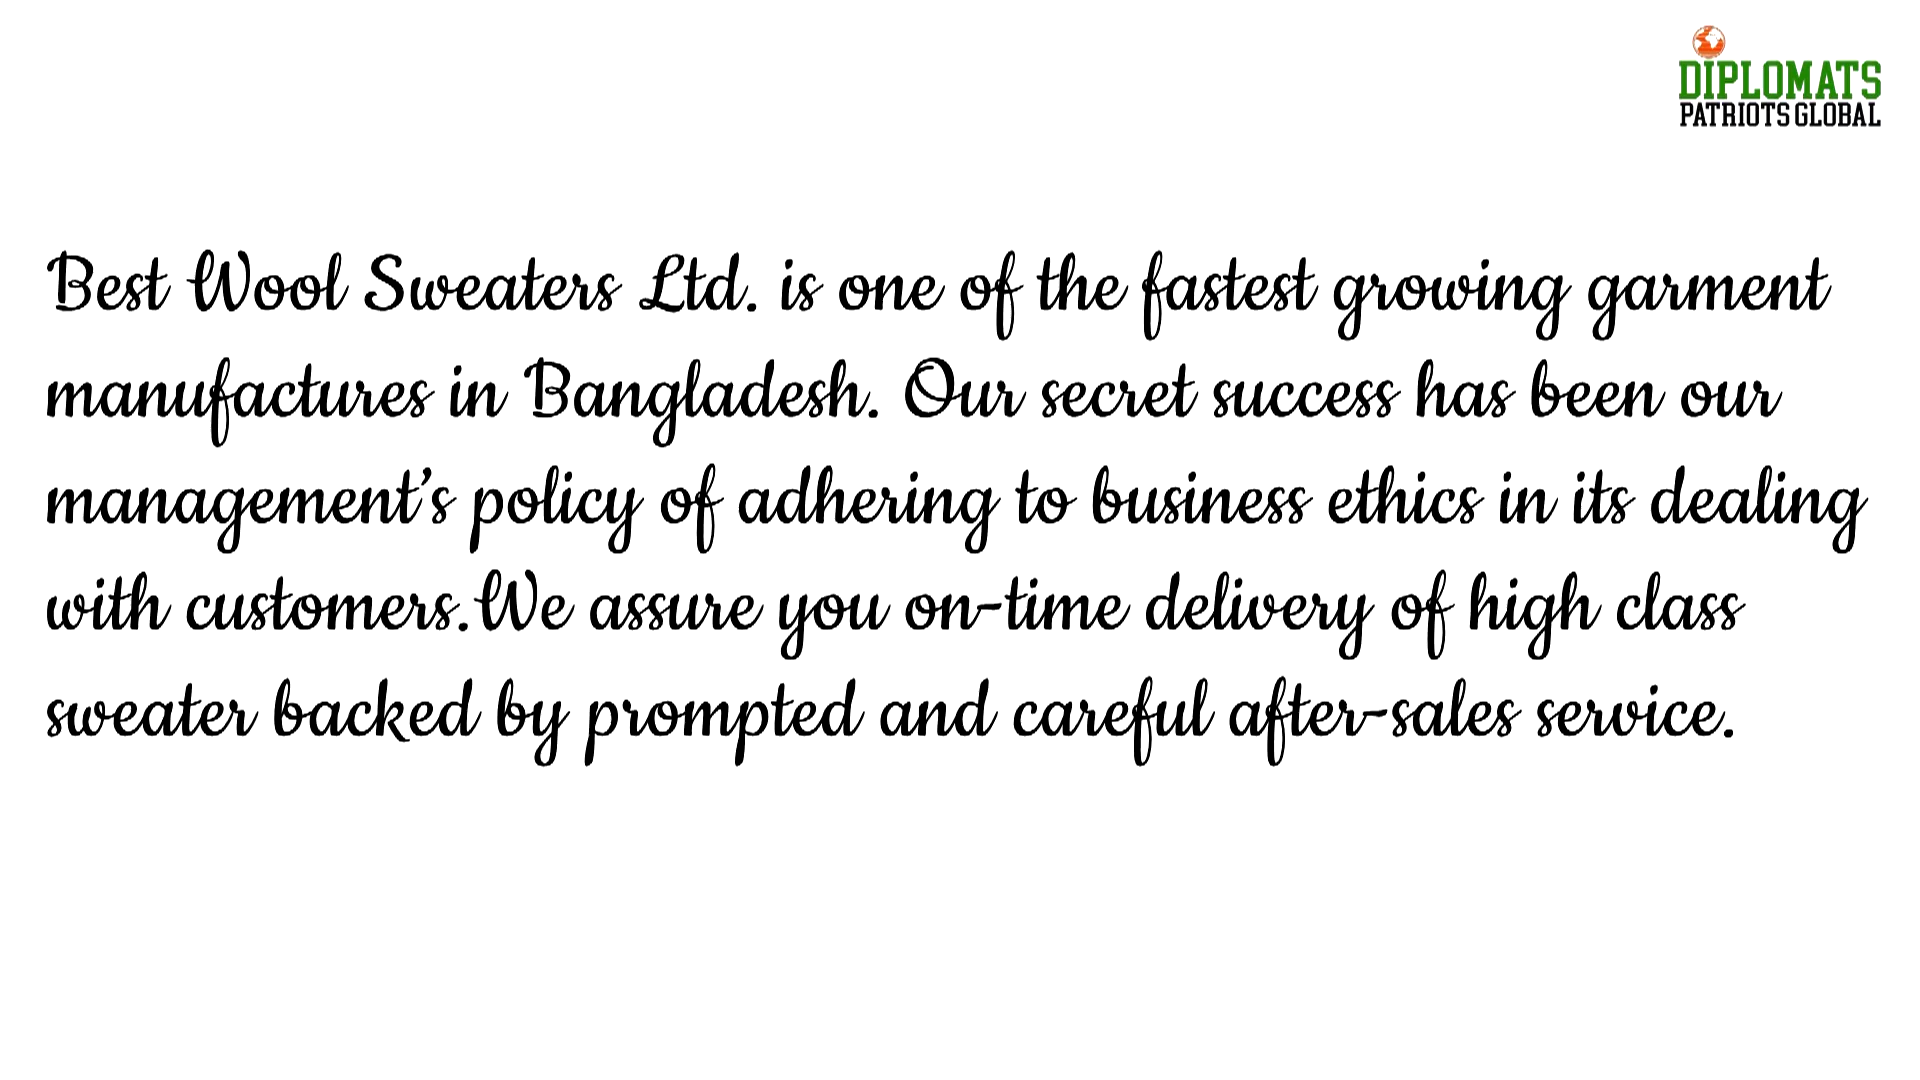 DIPLOMATS
PATRIOTS GLOBAL
Best Wool Sweaters Ltd. is one of the fastest growing garment
manufactures in Bangladesh. Our secret success has been our
management’s policy of adhering to business ethics in its dealing
with customers.We assure you on-time delivery of high class
sweater backed by prompted and careful after-sales service.